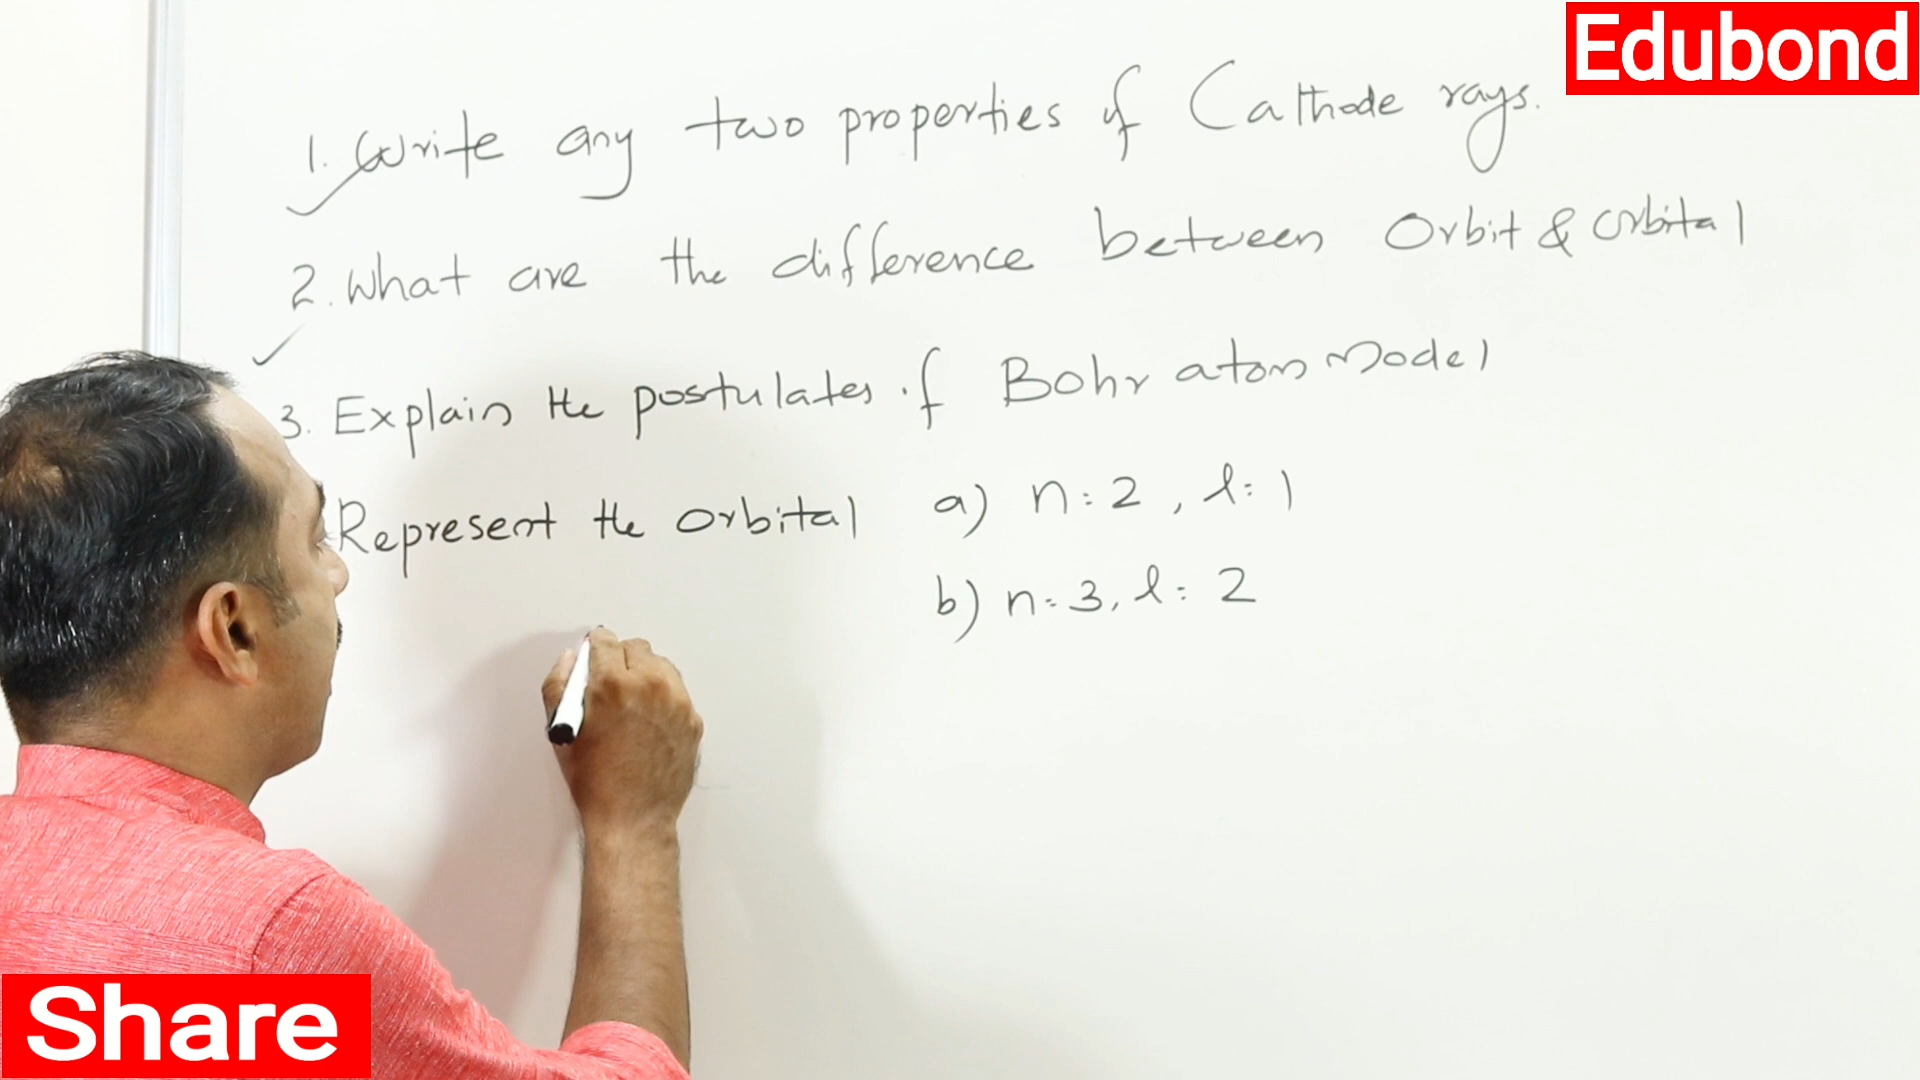 Edubond
1. Write any two properties of Cathode rays.
2. What are the difference between Orbit & Orbital
3. Explain the postulates of Bohr atom model
Represent the Orbital a) n=2, l=1
b) n=3, l=2
Share